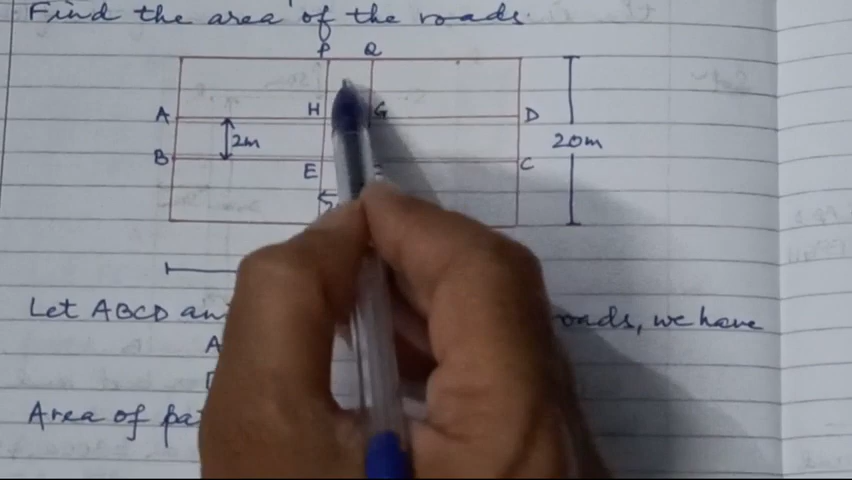 Find the area of the roads.
P Q
A H G D
2m
20m
B E C
Let ABCD an roads, we have
A
Area of pa